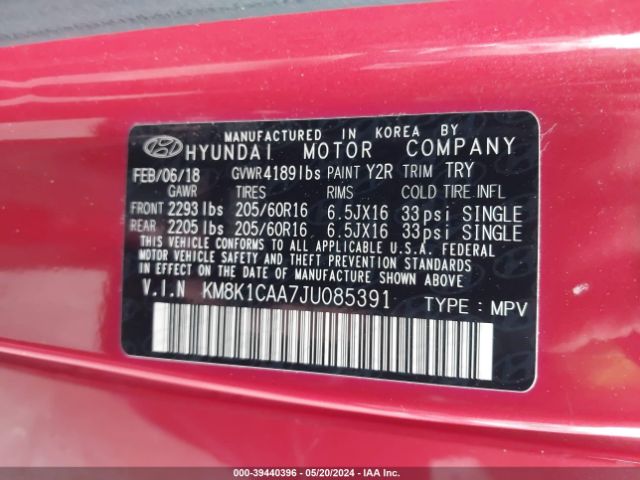 MANUFACTURED IN KOREA BY
HYUNDAI MOTOR COMPANY
FEB/06/18 GVWR4189lbs PAINT Y2R TRIM TRY
GAWR TIRES RIMS COLD TIRE INFL
FRONT 2293lbs 205/60R16 6.5JX16 33psi SINGLE
REAR 2205lbs 205/60R16 6.5JX16 33psi SINGLE
THIS VEHICLE CONFORMS TO ALL APPLICABLE U.S.A. FEDERAL
MOTOR VEHICLE SAFETY, BUMPER, AND THEFT PREVENTION
STANDARDS IN EFFECT ON THE DATE OF MANUFACTURE SHOWN ABOVE.
V.I.N KM8K1CAA7JU085391 TYPE : MPV
000-39440396 - 05/20/2024 - IAA Inc.